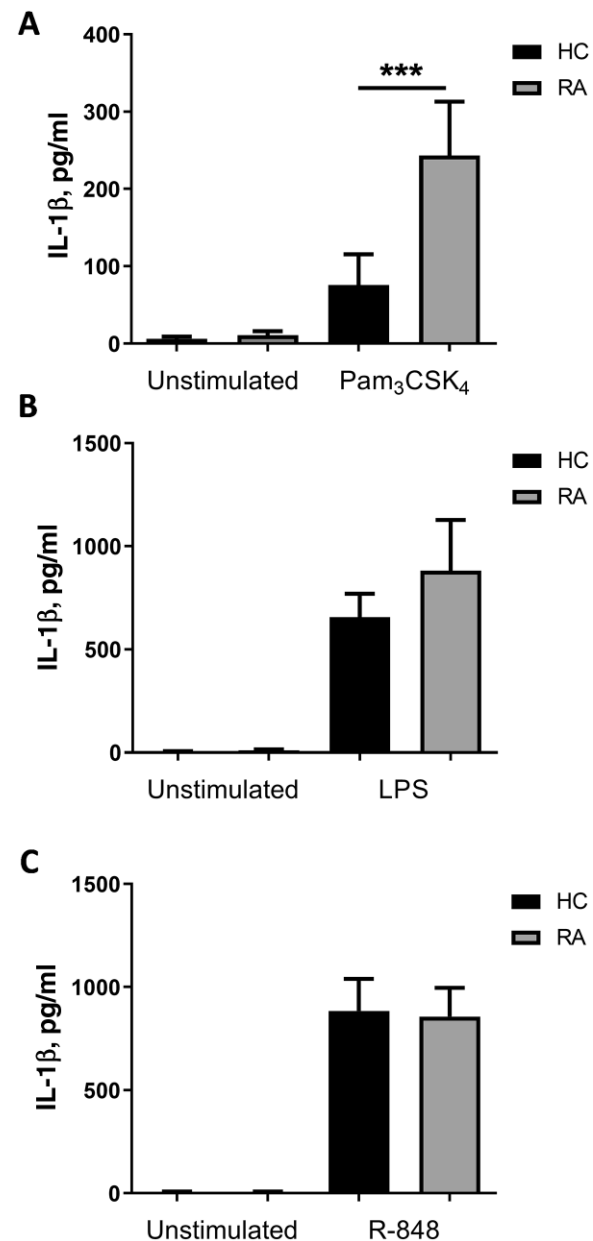 A
400
300
200
100
0
IL-1β, pg/ml
***
HC
RA
Unstimulated Pam₃CSK₄
B
1500
1000
500
0
IL-1β, pg/ml
HC
RA
Unstimulated LPS
C
1500
1000
500
0
IL-1β, pg/ml
HC
RA
Unstimulated R-848